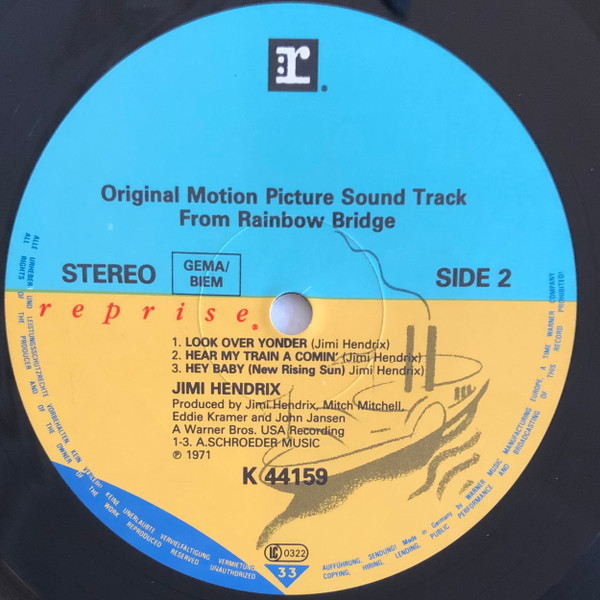 r
Original Motion Picture Sound Track
From Rainbow Bridge
STEREO
GEMA/
BIEM
SIDE 2
reprise
1. LOOK OVER YONDER (Jimi Hendrix)
2. HEAR MY TRAIN A COMIN' (Jimi Hendrix)
3. HEY BABY (New Rising Sun) Jimi Hendrix)
JIMI HENDRIX
Produced by Jimi Hendrix, Mitch Mitchell,
Eddie Kramer and John Jansen
A Warner Bros. USA Recording
1-3. A.SCHROEDER MUSIC
℗ 1971
K 44159
LC 0322
33
ALLE URHEBER- UND LEISTUNGSSCHUTZRECHTE VORBEHALTEN. KEIN VERLEIH! KEINE UNERLAUBTE VERVIELFÄLTIGUNG, VERMIETUNG,
ALL RIGHTS OF THE PRODUCER AND OF THE OWNER OF THE WORK REPRODUCED RESERVED UNAUTHORIZED
AUFFÜHRUNG, SENDUNG! Made in Germany by WARNER MUSIC MANUFACTURING EUROPE, A TIME WARNER COMPANY
COPYING, HIRING, LENDING, PUBLIC PERFORMANCE AND BROADCASTING OF THIS RECORD PROHIBITED!